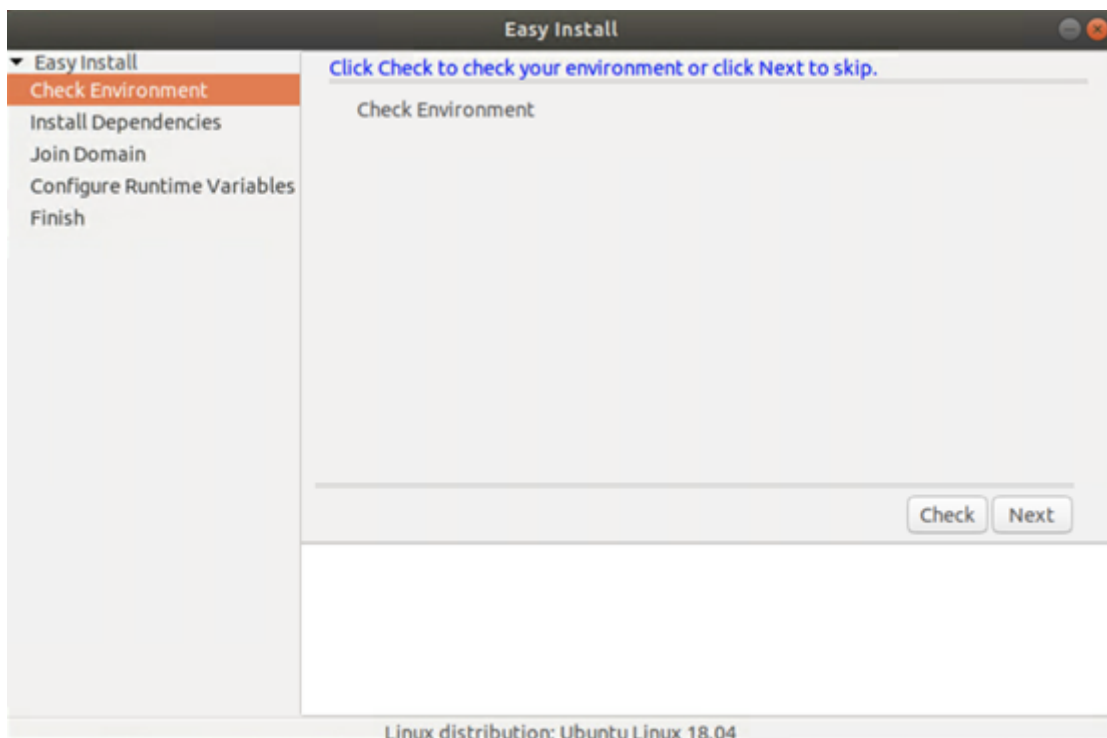 Easy Install
Easy Install
Check Environment
Install Dependencies
Join Domain
Configure Runtime Variables
Finish
Click Check to check your environment or click Next to skip.
Check Environment
Check Next
Linux distribution: Ubuntu Linux 18.04